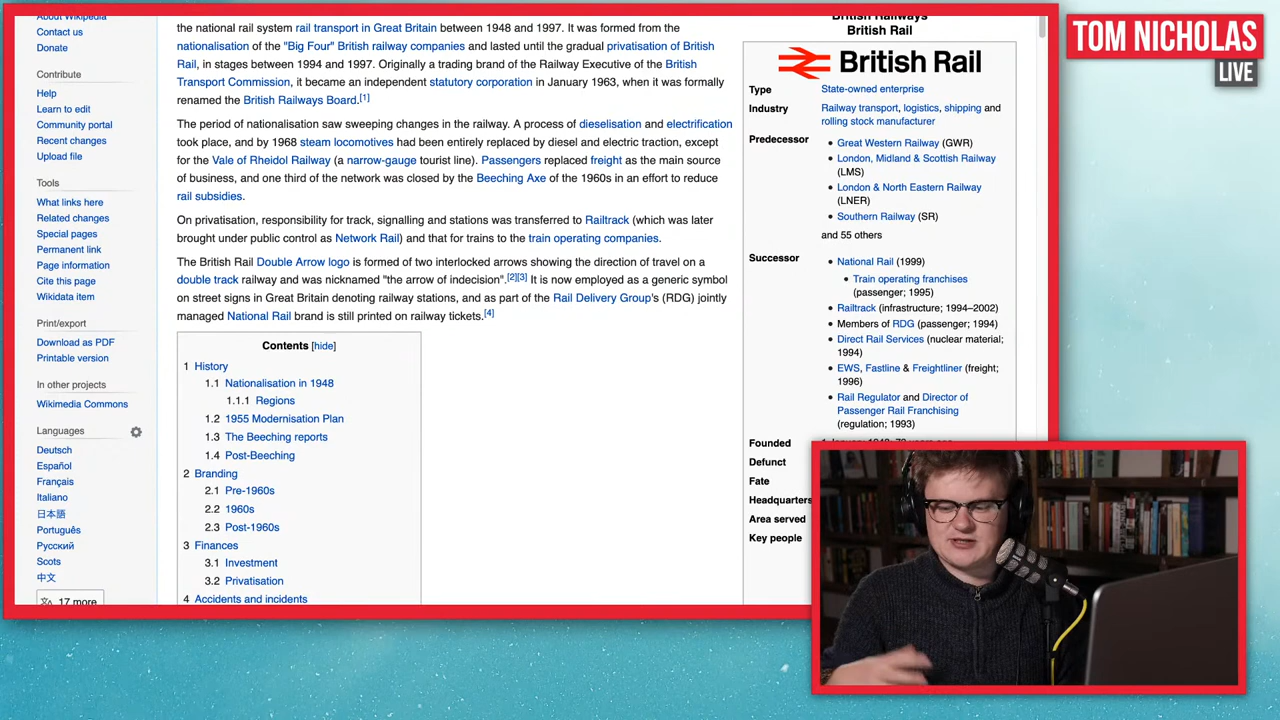 About Wikipedia
Contact us
Donate
Contribute
Help
Learn to edit
Community portal
Recent changes
Upload file
Tools
What links here
Related changes
Special pages
Permanent link
Page information
Cite this page
Wikidata item
Print/export
Download as PDF
Printable version
In other projects
Wikimedia Commons
Languages
Deutsch
Español
Français
Italiano
日本語
Português
Русский
Scots
中文
17 more
the national rail system rail transport in Great Britain between 1948 and 1997. It was formed from the
nationalisation of the "Big Four" British railway companies and lasted until the gradual privatisation of British
Rail, in stages between 1994 and 1997. Originally a trading brand of the Railway Executive of the British
Transport Commission, it became an independent statutory corporation in January 1963, when it was formally
renamed the British Railways Board.[1]
The period of nationalisation saw sweeping changes in the railway. A process of dieselisation and electrification
took place, and by 1968 steam locomotives had been entirely replaced by diesel and electric traction, except
for the Vale of Rheidol Railway (a narrow-gauge tourist line). Passengers replaced freight as the main source
of business, and one third of the network was closed by the Beeching Axe of the 1960s in an effort to reduce
rail subsidies.
On privatisation, responsibility for track, signalling and stations was transferred to Railtrack (which was later
brought under public control as Network Rail) and that for trains to the train operating companies.
The British Rail Double Arrow logo is formed of two interlocked arrows showing the direction of travel on a
double track railway and was nicknamed "the arrow of indecision".[2][3] It is now employed as a generic symbol
on street signs in Great Britain denoting railway stations, and as part of the Rail Delivery Group's (RDG) jointly
managed National Rail brand is still printed on railway tickets.[4]
Contents [hide]
1 History
1.1 Nationalisation in 1948
1.1.1 Regions
1.2 1955 Modernisation Plan
1.3 The Beeching reports
1.4 Post-Beeching
2 Branding
2.1 Pre-1960s
2.2 1960s
2.3 Post-1960s
3 Finances
3.1 Investment
3.2 Privatisation
4 Accidents and incidents
British Railways
British Rail
British Rail
Type State-owned enterprise
Industry Railway transport, logistics, shipping and
rolling stock manufacturer
Predecessor • Great Western Railway (GWR)
• London, Midland & Scottish Railway
(LMS)
• London & North Eastern Railway
(LNER)
• Southern Railway (SR)
and 55 others
Successor • National Rail (1999)
• Train operating franchises
(passenger; 1995)
• Railtrack (infrastructure; 1994–2002)
• Members of RDG (passenger; 1994)
• Direct Rail Services (nuclear material;
1994)
• EWS, Fastline & Freightliner (freight;
1996)
• Rail Regulator and Director of
Passenger Rail Franchising
(regulation; 1993)
Founded
Defunct
Fate
Headquarters
Area served
Key people
TOM NICHOLAS
LIVE